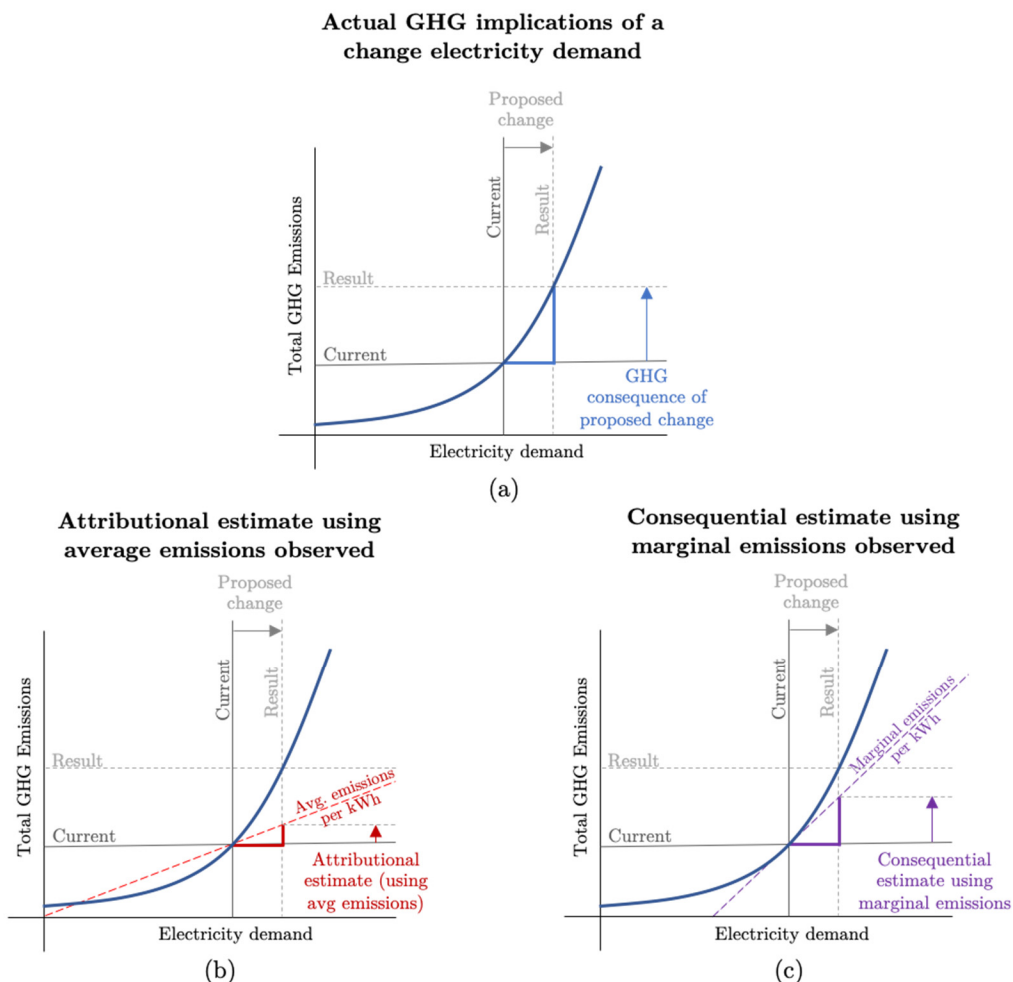 Actual GHG implications of a
change electricity demand
Proposed
change
Current
Result
Total GHG Emissions
Result
Current
GHG
consequence of
proposed change
Electricity demand
(a)
Attributional estimate using
average emissions observed
Proposed
change
Current
Result
Total GHG Emissions
Result
Avg. emissions
per kWh
Current
Attributional
estimate (using
avg emissions)
Electricity demand
(b)
Consequential estimate using
marginal emissions observed
Proposed
change
Current
Result
Total GHG Emissions
Marginal emissions
per kWh
Result
Current
Consequential
estimate using
marginal emissions
Electricity demand
(c)